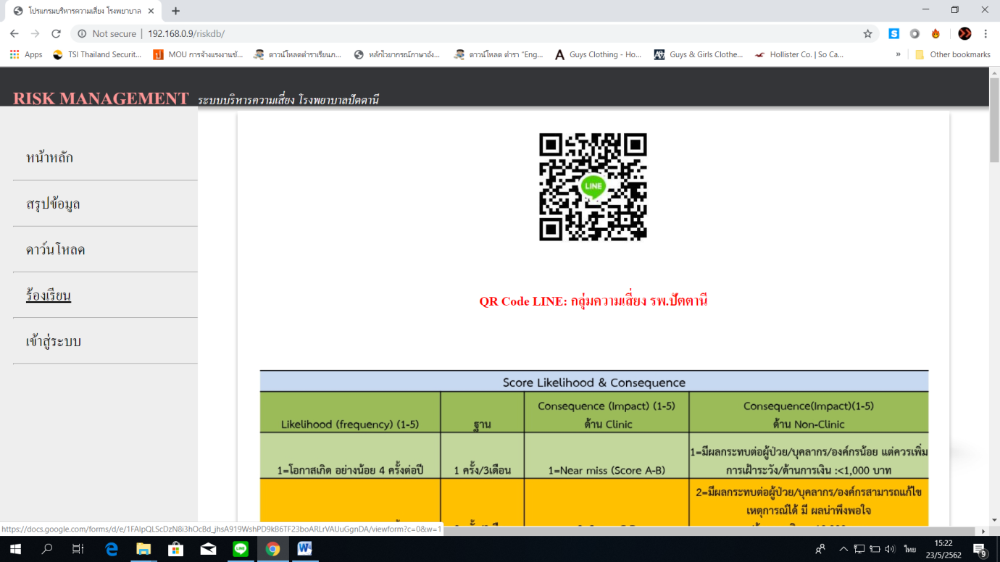 โปรแกรมบริหารความเสี่ยง โรงพยาบาล
Not secure | 192.168.0.9/riskdb/
Apps
TSI Thailand Securit...
MOU การจ้างแรงงานข้...
ดาวน์โหลดตำราเรียนภ...
หลักไวยากรณ์ภาษาอัง...
ดาวน์โหลด ตำรา "Eng...
Guys Clothing - Ho...
Guys & Girls Clothe...
Hollister Co. | So Ca...
»
Other bookmarks
RISK MANAGEMENT ระบบบริหารความเสี่ยง โรงพยาบาลปัตตานี
หน้าหลัก
สรุปข้อมูล
ดาว์นโหลด
ร้องเรียน
เข้าสู่ระบบ
LINE
QR Code LINE: กลุ่มความเสี่ยง รพ.ปัตตานี
Score Likelihood & Consequence
Likelihood (frequency) (1-5)
ฐาน
Consequence (Impact) (1-5)
ด้าน Clinic
Consequence(Impact)(1-5)
ด้าน Non-Clinic
1=โอกาสเกิด อย่างน้อย 4 ครั้งต่อปี
1 ครั้ง/3เดือน
1=Near miss (Score A-B)
1=มีผลกระทบต่อผู้ป่วย/บุคลากร/องค์กรน้อย แต่ควรเพิ่ม
การเฝ้าระวัง/ด้านการเงิน :<1,000 บาท
2=มีผลกระทบต่อผู้ป่วย/บุคลากร/องค์กรสามารถแก้ไข
เหตุการณ์ได้ มี ผลน่าพึงพอใจ
ไทย
15:22
23/5/2562
9